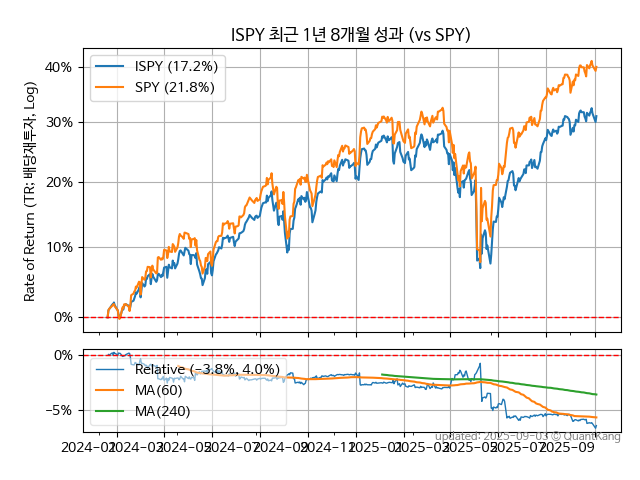 ISPY 최근 1년 8개월 성과 (vs SPY)
Rate of Return (TR: 배당재투자, Log)
40%
30%
20%
10%
0%
ISPY (17.2%)
SPY (21.8%)
0%
−5%
Relative (−3.8%, 4.0%)
MA(60)
MA(240)
2024-01 2024-03 2024-05 2024-07 2024-09 2024-11 2025-01 2025-03 2025-05 2025-07 2025-09
updated: 2025-09-03 © QuantKang